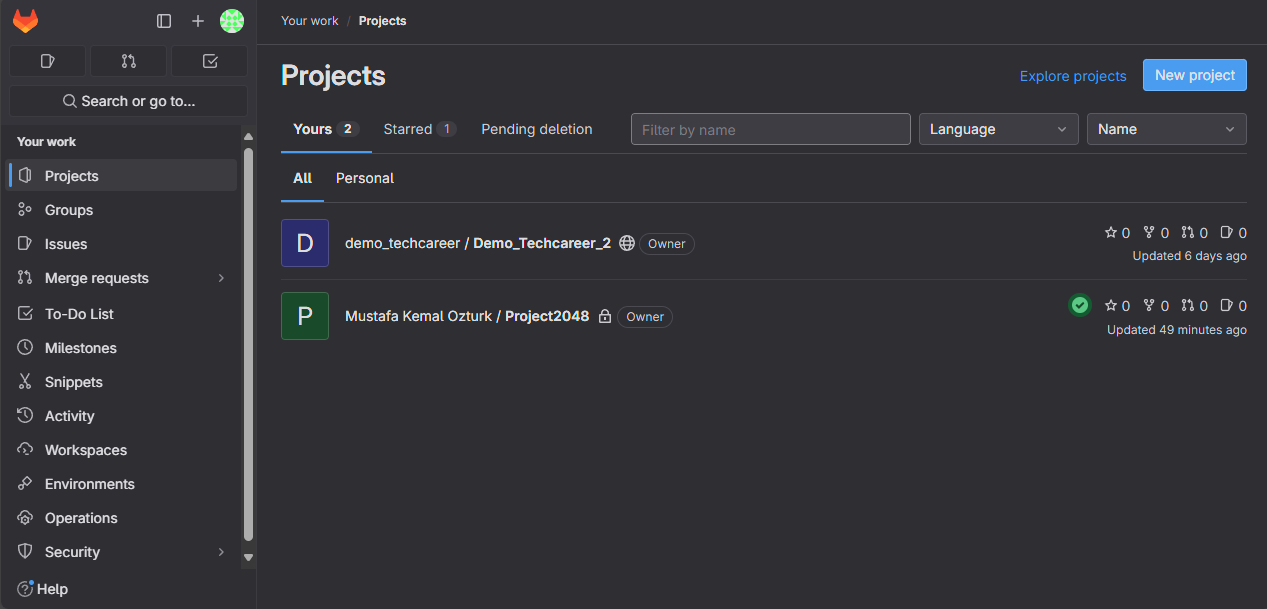 Your work / Projects
Search or go to...
Your work
Projects
Groups
Issues
Merge requests
To-Do List
Milestones
Snippets
Activity
Workspaces
Environments
Operations
Security
Help
Projects
Explore projects
New project
Yours 2
Starred 1
Pending deletion
Filter by name
Language
Name
All
Personal
D
demo_techcareer / Demo_Techcareer_2
Owner
0 0 0 0
Updated 6 days ago
P
Mustafa Kemal Ozturk / Project2048
Owner
0 0 0 0
Updated 49 minutes ago